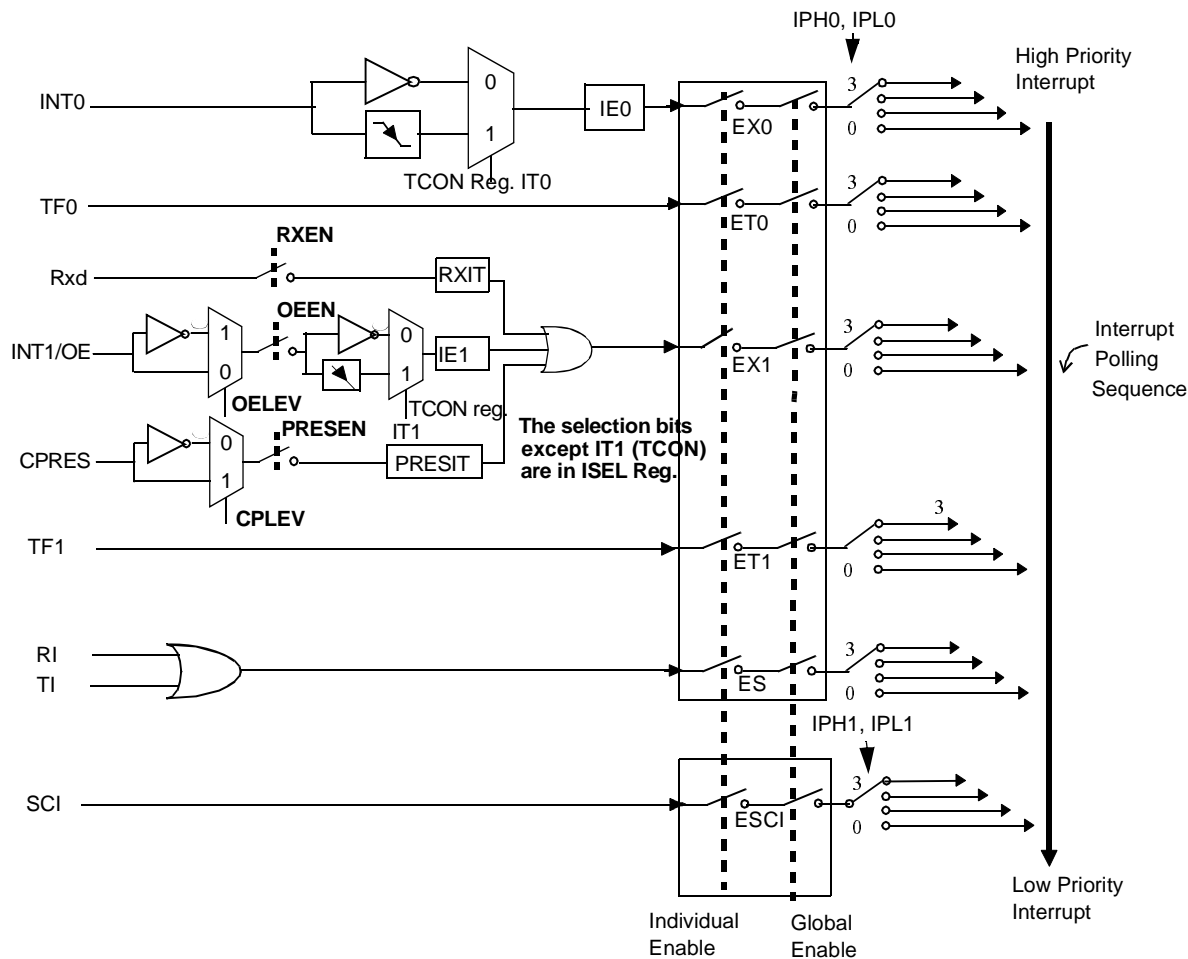 IPH0, IPL0
High Priority
Interrupt
INT0
0
1
IE0
EX0
3
0
TCON Reg. IT0
TF0
ET0
3
0
RXEN
Rxd
RXIT
OEEN
INT1/OE
1
0
0
1
IE1
EX1
3
0
Interrupt
Polling
Sequence
OELEV
TCON reg.
IT1
PRESEN
CPRES
0
1
PRESIT
The selection bits
except IT1 (TCON)
are in ISEL Reg.
CPLEV
TF1
ET1
3
0
RI
TI
ES
3
0
IPH1, IPL1
SCI
ESCI
3
0
Low Priority
Interrupt
Individual
Enable
Global
Enable